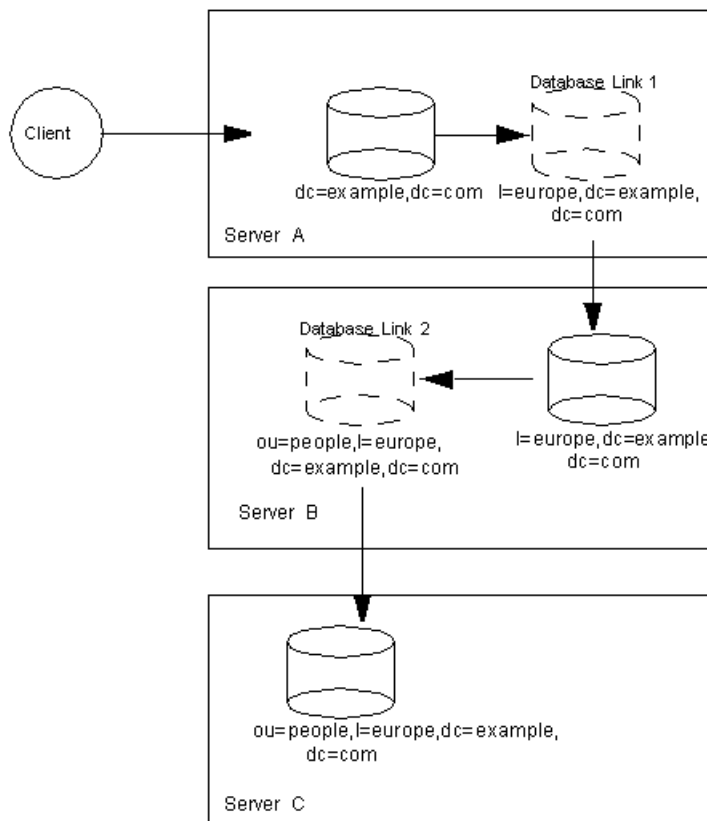 Client
Database Link 1
dc=example,dc=com
l=europe,dc=example,
dc=com
Server A
Database Link 2
ou=people,l=europe,
dc=example,dc=com
l=europe,dc=example
dc=com
Server B
ou=people,l=europe,dc=example,
dc=com
Server C